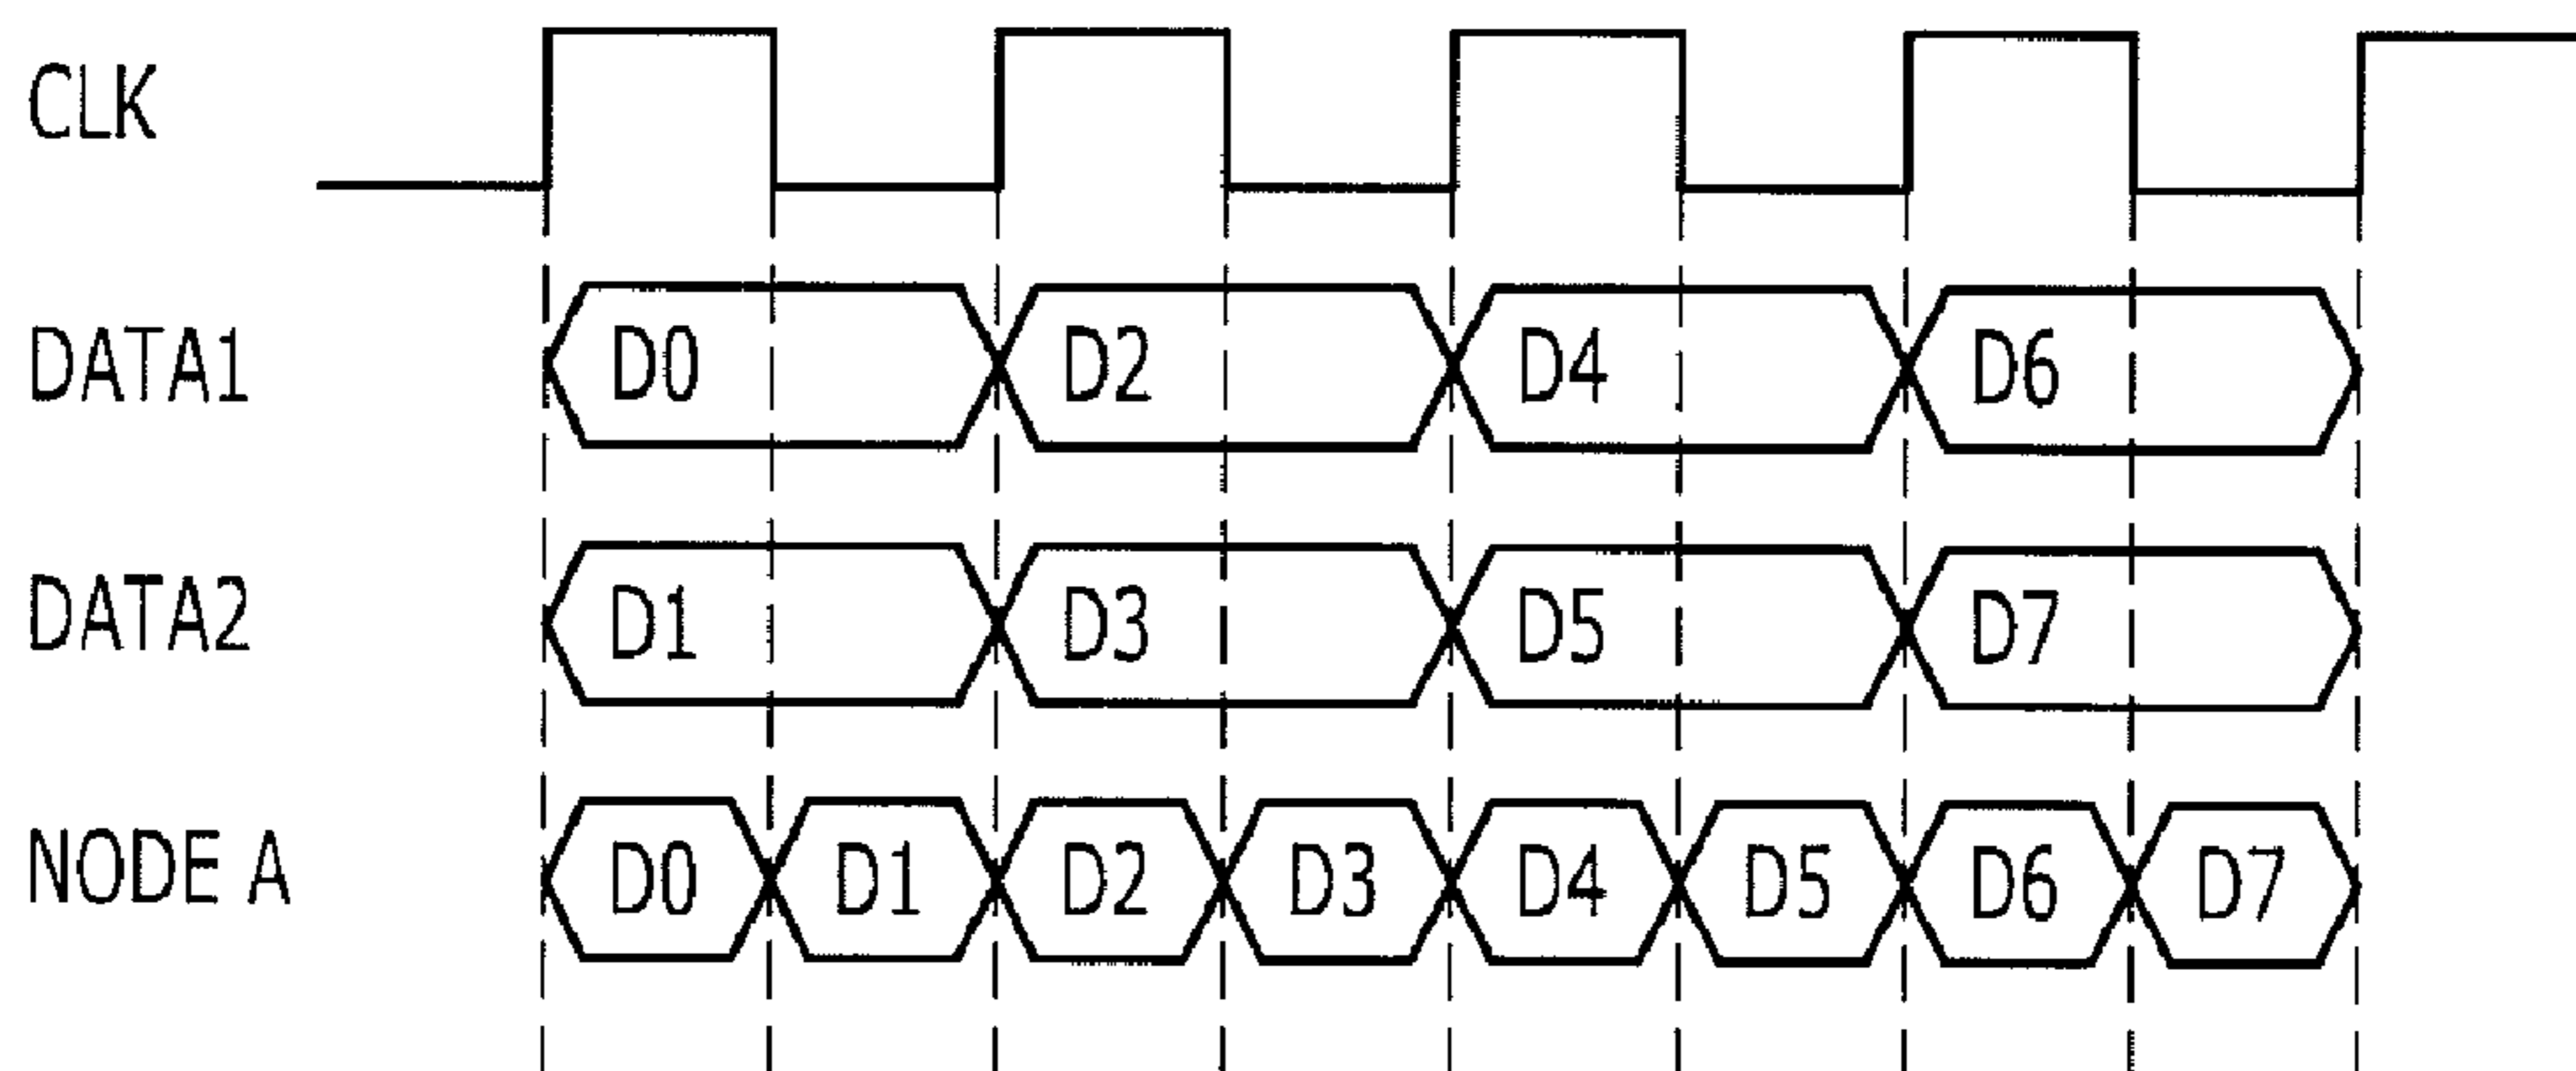 CLK
DATA1 D0 D2 D4 D6
DATA2 D1 D3 D5 D7
NODE A D0 D1 D2 D3 D4 D5 D6 D7